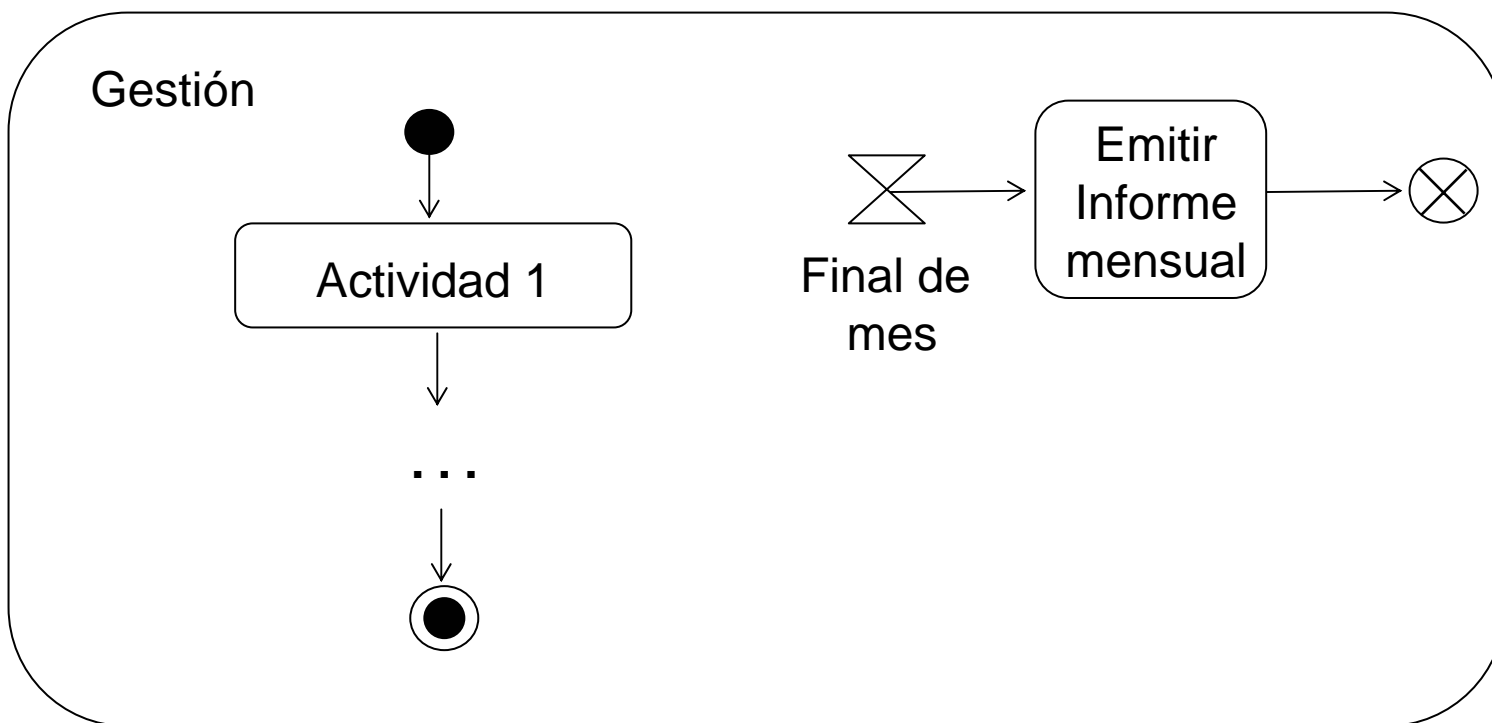 Gestión
Actividad 1
. . .
Final de
mes
Emitir
Informe
mensual